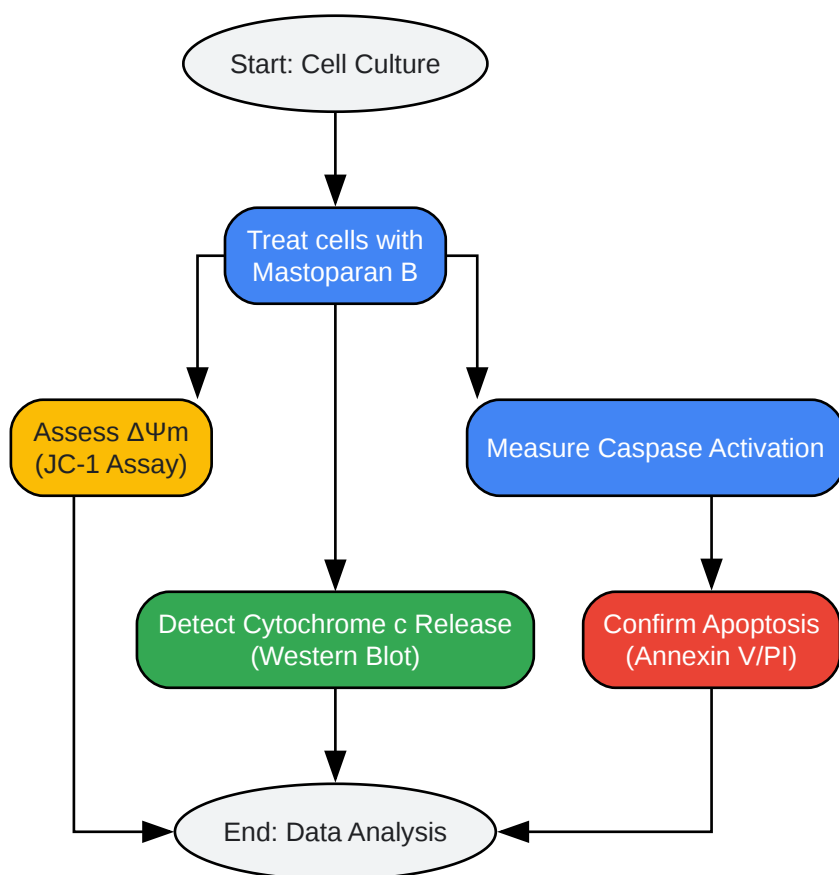 Start: Cell Culture
Treat cells with
Mastoparan B
Assess ΔΨm
(JC-1 Assay)
Measure Caspase Activation
Detect Cytochrome c Release
(Western Blot)
Confirm Apoptosis
(Annexin V/PI)
End: Data Analysis